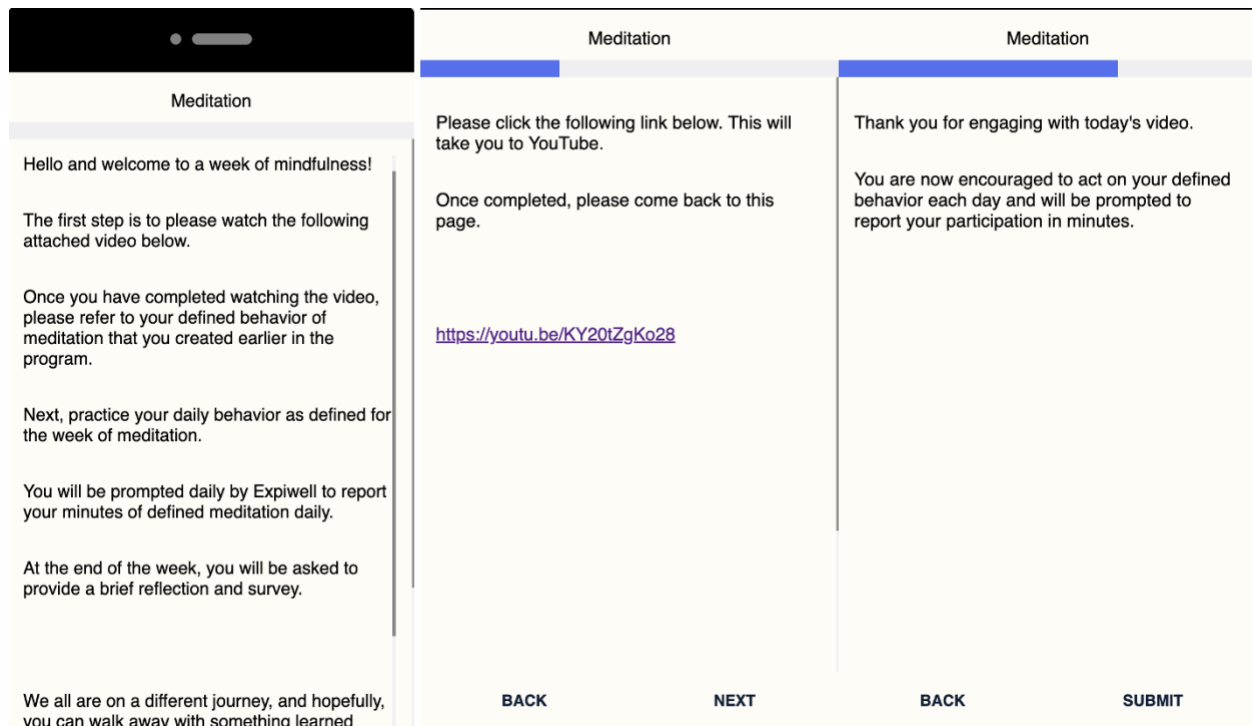 Meditation
Hello and welcome to a week of mindfulness!
The first step is to please watch the following
attached video below.
Once you have completed watching the video,
please refer to your defined behavior of
meditation that you created earlier in the
program.
Next, practice your daily behavior as defined for
the week of meditation.
You will be prompted daily by Expiwell to report
your minutes of defined meditation daily.
At the end of the week, you will be asked to
provide a brief reflection and survey.
We all are on a different journey, and hopefully,
you can walk away with something learned
Meditation
Please click the following link below. This will
take you to YouTube.
Once completed, please come back to this
page.
https://youtu.be/KY20tZgKo28
BACK
NEXT
Meditation
Thank you for engaging with today's video.
You are now encouraged to act on your defined
behavior each day and will be prompted to
report your participation in minutes.
BACK
SUBMIT